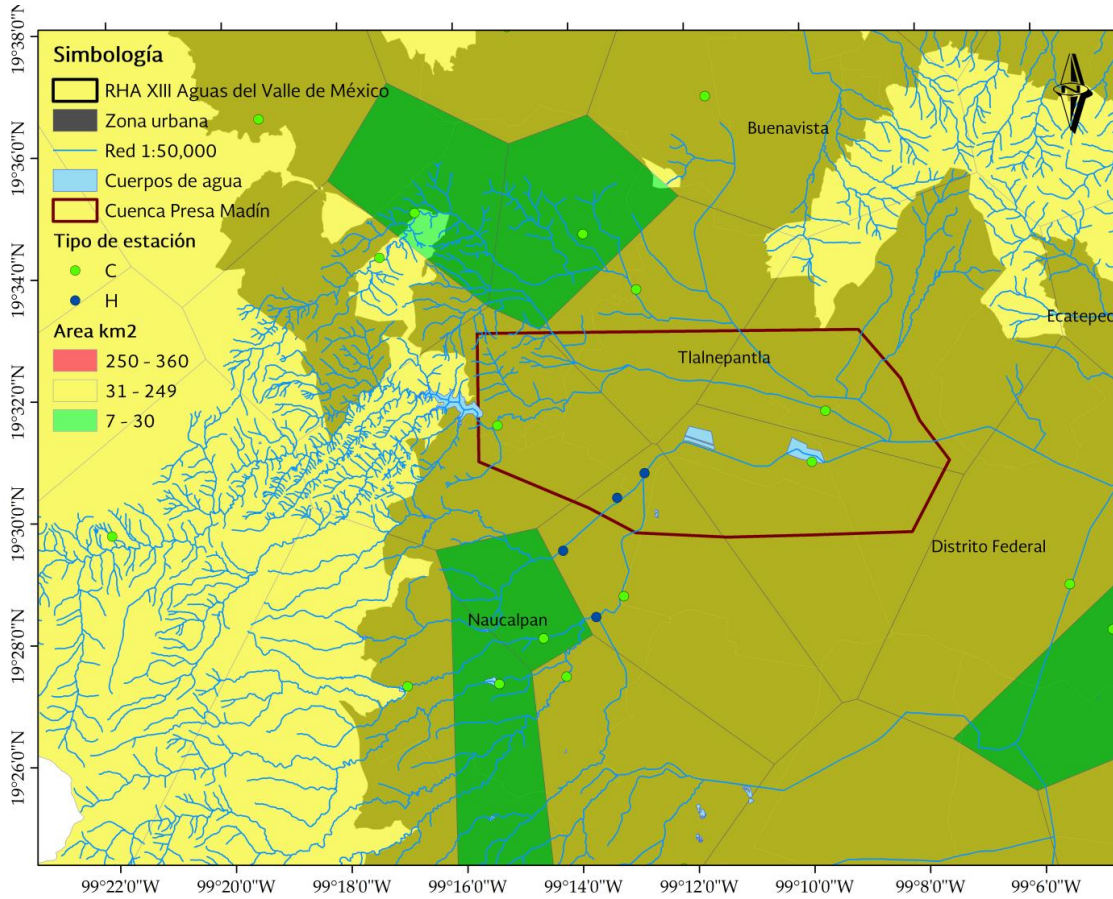 Simbología
RHA XIII Aguas del Valle de México
Zona urbana
Red 1:50,000
Cuerpos de agua
Cuenca Presa Madín
Tipo de estación
C
H
Area km2
250 - 360
31 - 249
7 - 30
Buenavista
Ecatepec
Tlalnepantla
Distrito Federal
Naucalpan
N
19°38'0"N
19°36'0"N
19°34'0"N
19°32'0"N
19°30'0"N
19°28'0"N
19°26'0"N
99°22'0"W
99°20'0"W
99°18'0"W
99°16'0"W
99°14'0"W
99°12'0"W
99°10'0"W
99°8'0"W
99°6'0"W